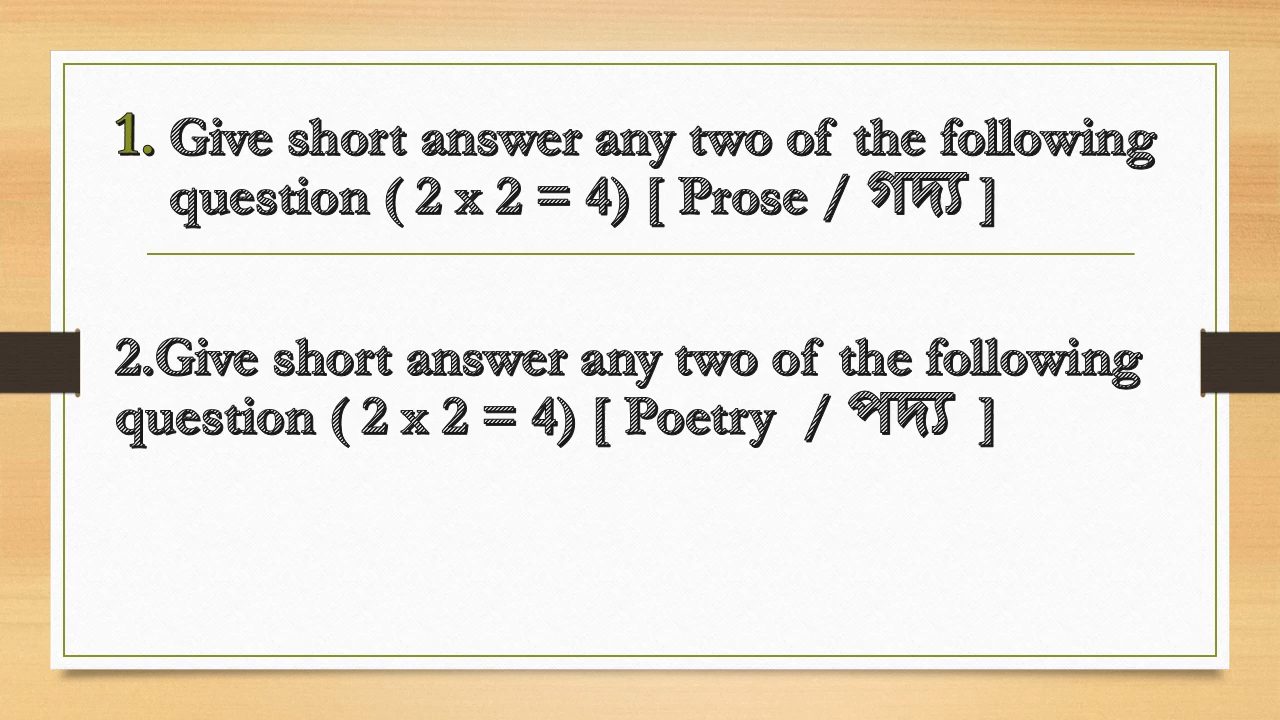 1. Give short answer any two of the following
question ( 2 x 2 = 4) [ Prose / গদ্য ]
2.Give short answer any two of the following
question ( 2 x 2 = 4) [ Poetry / পদ্য ]